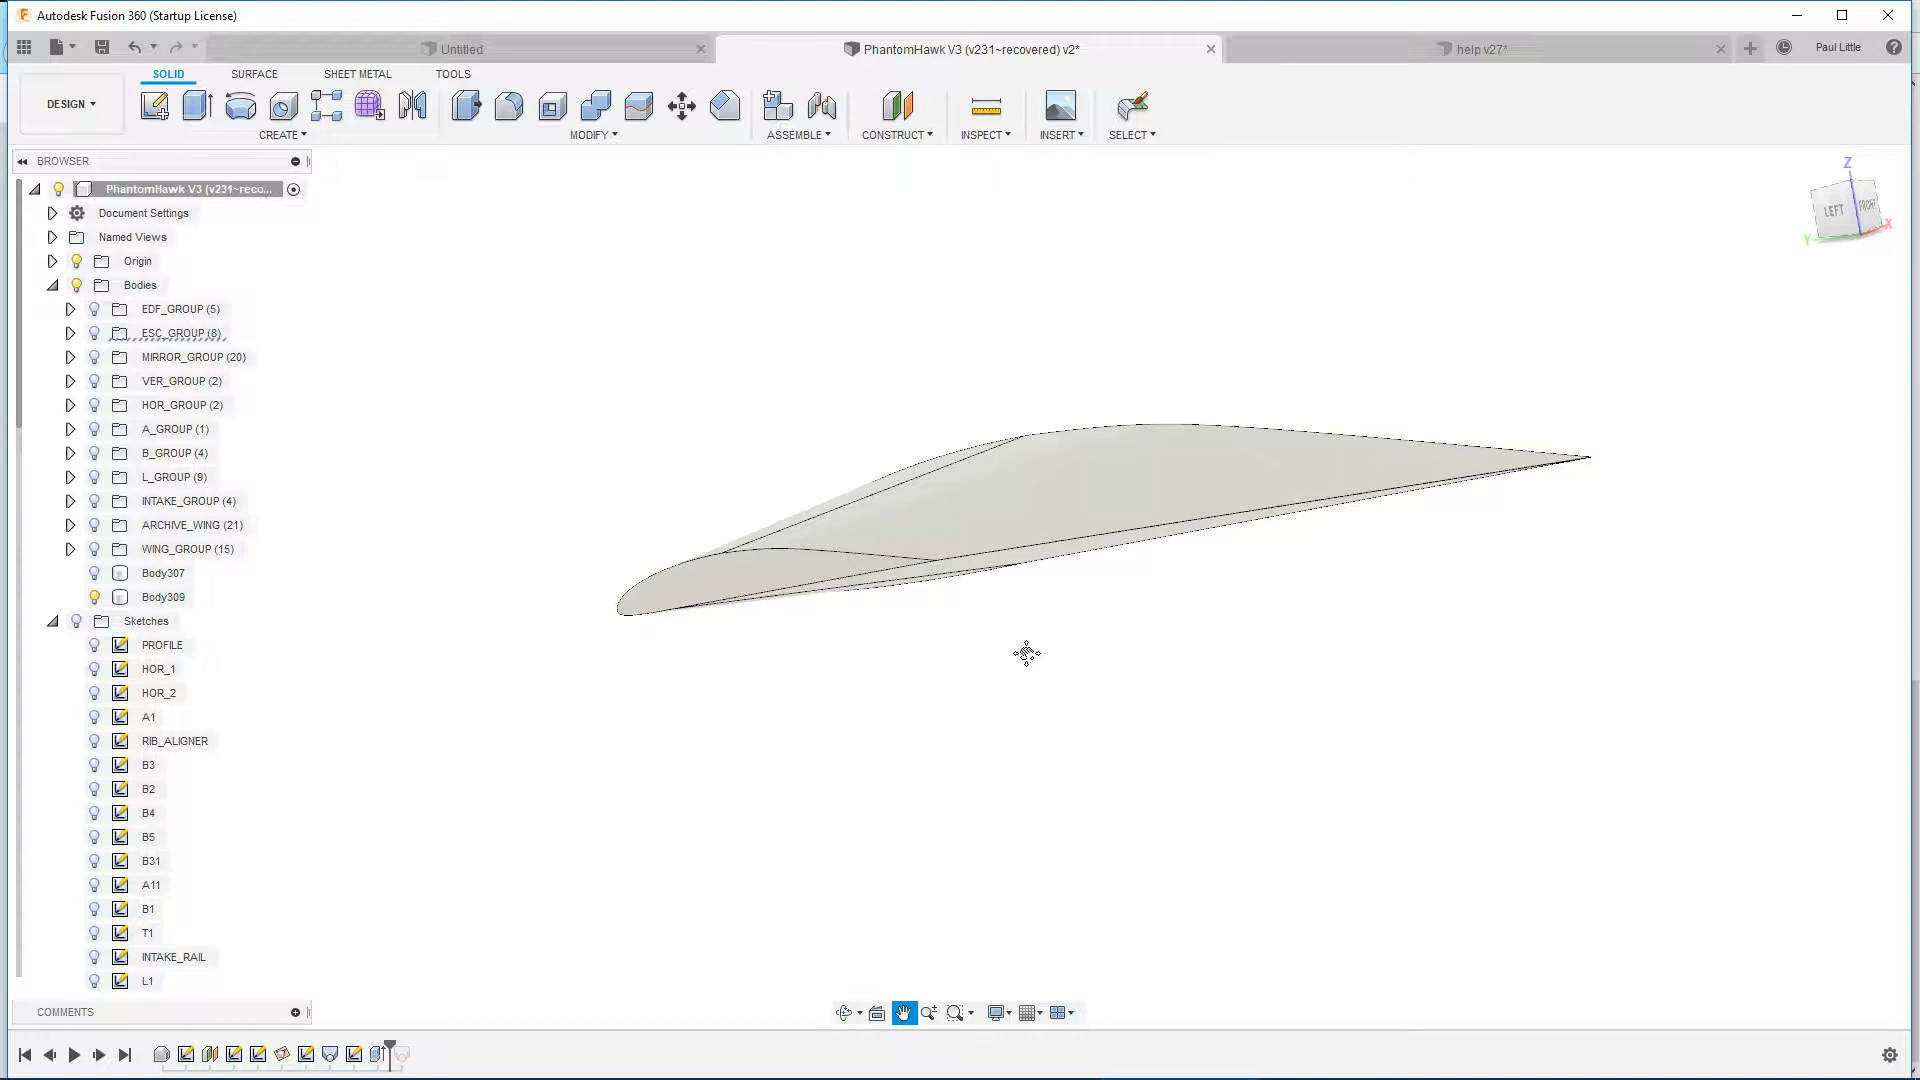 Autodesk Fusion 360 (Startup License)
Untitled
PhantomHawk V3 (v231~recovered) v2*
help v27*
Paul Little
DESIGN
SOLID
SURFACE
SHEET METAL
TOOLS
CREATE
MODIFY
ASSEMBLE
CONSTRUCT
INSPECT
INSERT
SELECT
BROWSER
PhantomHawk V3 (v231~reco...
Document Settings
Named Views
Origin
Bodies
EDF_GROUP (5)
ESC_GROUP (8)
MIRROR_GROUP (20)
VER_GROUP (2)
HOR_GROUP (2)
A_GROUP (1)
B_GROUP (4)
L_GROUP (9)
INTAKE_GROUP (4)
ARCHIVE_WING (21)
WING_GROUP (15)
Body307
Body309
Sketches
PROFILE
HOR_1
HOR_2
A1
RIB_ALIGNER
B3
B2
B4
B5
B31
A11
B1
T1
INTAKE_RAIL
L1
COMMENTS
Z
LEFT
FRONT
Y
X